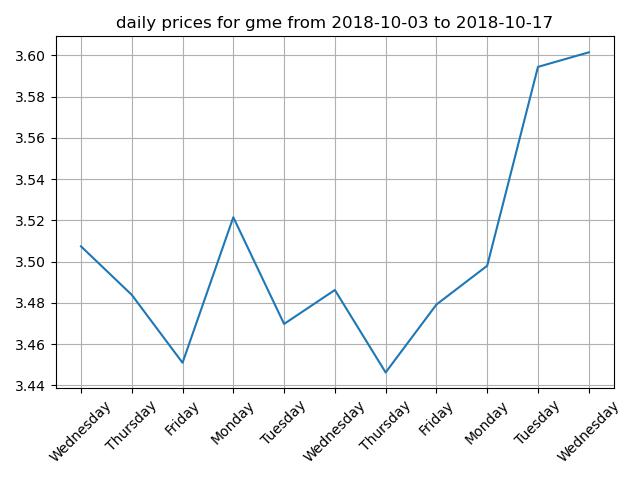 daily prices for gme from 2018-10-03 to 2018-10-17
3.60
3.58
3.56
3.54
3.52
3.50
3.48
3.46
3.44
Wednesday
Thursday
Friday
Monday
Tuesday
Wednesday
Thursday
Friday
Monday
Tuesday
Wednesday